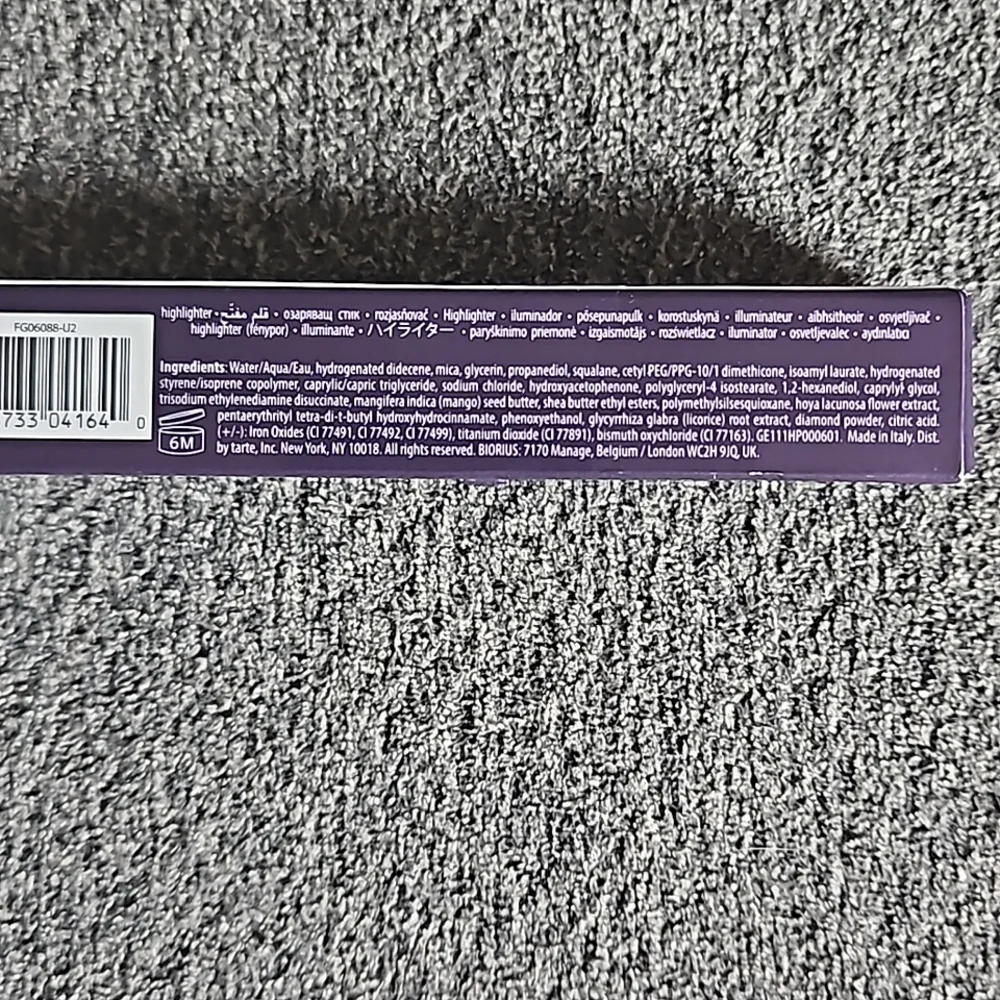 FG06088-U2
733 04164 0
highlighter • قلم مفتّح • озаряващ стик • rozjasňovač • Highlighter • iluminador • põsepunapulk • korostuskynä • illuminateur • aibhsitheoir • osvjetljivač •
highlighter (fénypor) • illuminante • ハイライター • paryškinimo priemonė • izgaismotājs • rozświetlacz • iluminator • osvetljevalec • aydınlatıcı
Ingredients: Water/Aqua/Eau, hydrogenated didecene, mica, glycerin, propanediol, squalane, cetyl PEG/PPG-10/1 dimethicone, isoamyl laurate, hydrogenated
styrene/isoprene copolymer, caprylic/capric triglyceride, sodium chloride, hydroxyacetophenone, polyglyceryl-4 isostearate, 1,2-hexanediol, caprylyl glycol,
trisodium ethylenediamine disuccinate, mangifera indica (mango) seed butter, shea butter ethyl esters, polymethylsilsesquioxane, hoya lacunosa flower extract,
pentaerythrityl tetra-di-t-butyl hydroxyhydrocinnamate, phenoxyethanol, glycyrrhiza glabra (licorice) root extract, diamond powder, citric acid.
(+/-): Iron Oxides (CI 77491, CI 77492, CI 77499), titanium dioxide (CI 77891), bismuth oxychloride (CI 77163). GE111HP000601. Made in Italy. Dist.
by tarte, Inc. New York, NY 10018. All rights reserved. BIORIUS: 7170 Manage, Belgium / London WC2H 9JQ, UK.
6M